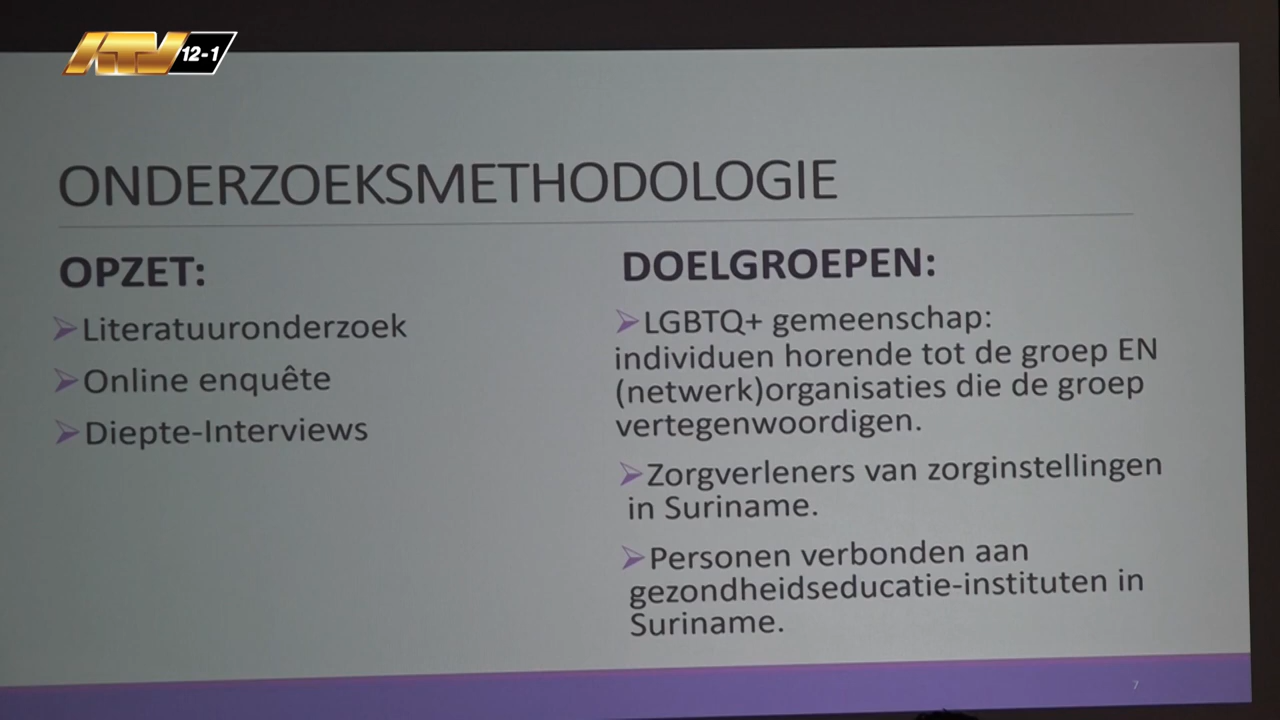 ATV 12-1
ONDERZOEKSMETHODOLOGIE
OPZET:
Literatuuronderzoek
Online enquête
Diepte-Interviews
DOELGROEPEN:
LGBTQ+ gemeenschap:
individuen horende tot de groep EN
(netwerk)organisaties die de groep
vertegenwoordigen.
Zorgverleners van zorginstellingen
in Suriname.
Personen verbonden aan
gezondheidseducatie-instituten in
Suriname.
7